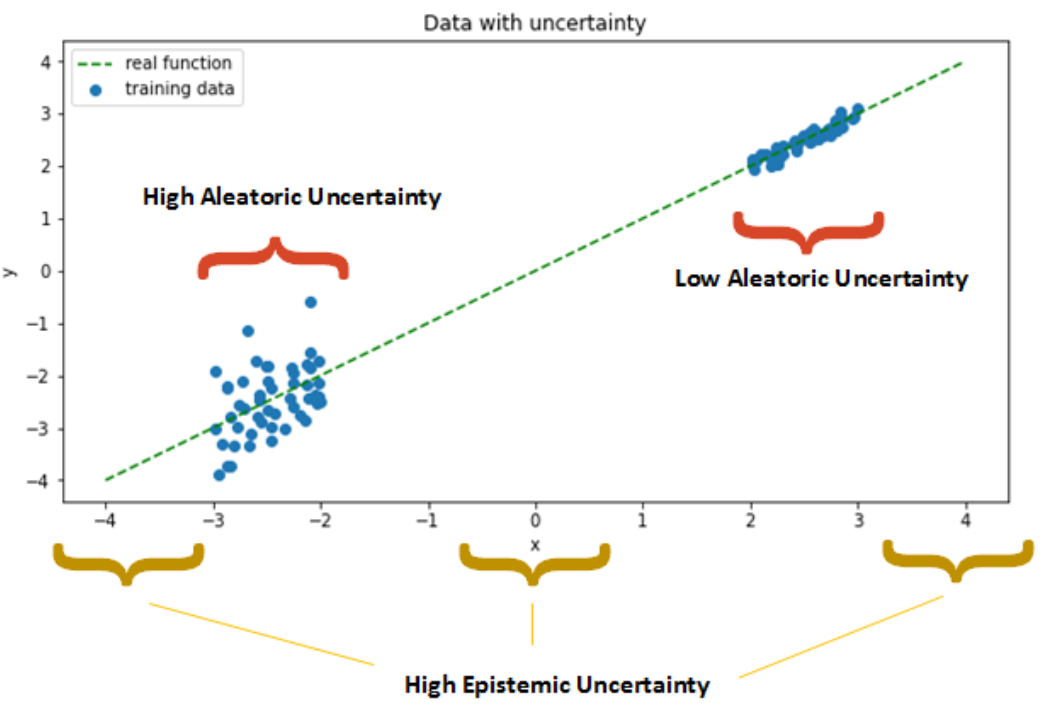 Data with uncertainty
real function
training data
High Aleatoric Uncertainty
Low Aleatoric Uncertainty
4
3
2
1
0
−1
−2
−3
−4
y
−4 −3 −2 −1 0 1 2 3 4
x
High Epistemic Uncertainty